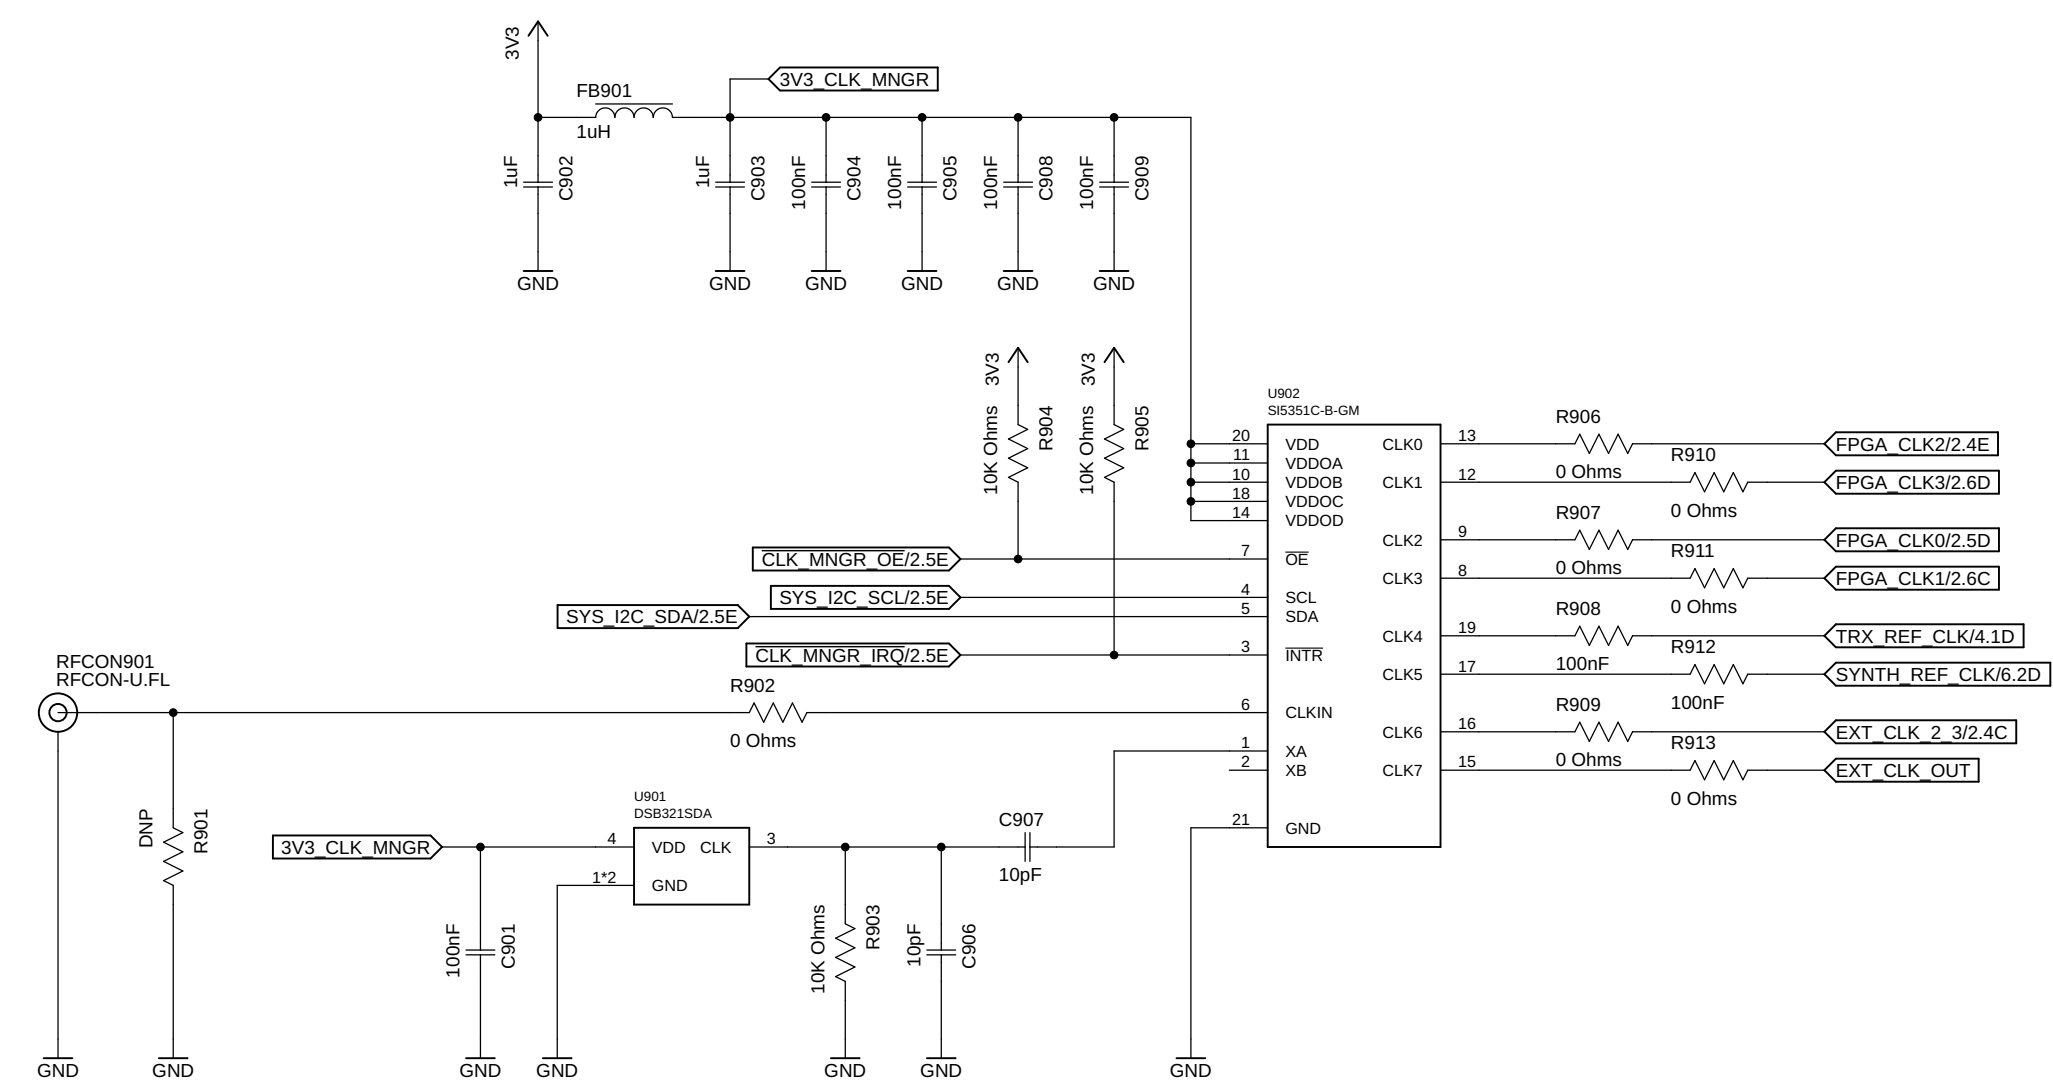 3V3
3V3_CLK_MNGR
FB901
1uH
1uF
C902
1uF
C903
100nF
C904
100nF
C905
100nF
C908
100nF
C909
GND
GND
GND
GND
GND
GND
3V3
10K Ohms
R904
3V3
10K Ohms
R905
U902
SI5351C-B-GM
20 VDD
11 VDDOA
10 VDDOB
18 VDDOC
14 VDDOD
CLK_MNGR_OE/2.5E
7 OE
SYS_I2C_SCL/2.5E
4 SCL
SYS_I2C_SDA/2.5E
5 SDA
CLK_MNGR_IRQ/2.5E
3 INTR
6 CLKIN
1 XA
2 XB
21 GND
CLK0 13
R906
0 Ohms
FPGA_CLK2/2.4E
CLK1 12
R910
0 Ohms
FPGA_CLK3/2.6D
CLK2 9
R907
0 Ohms
FPGA_CLK0/2.5D
CLK3 8
R911
0 Ohms
FPGA_CLK1/2.6C
CLK4 19
R908
100nF
TRX_REF_CLK/4.1D
CLK5 17
R912
100nF
SYNTH_REF_CLK/6.2D
CLK6 16
R909
0 Ohms
EXT_CLK_2_3/2.4C
CLK7 15
R913
0 Ohms
EXT_CLK_OUT
RFCON901
RFCON-U.FL
R902
0 Ohms
DNP
R901
3V3_CLK_MNGR
U901
DSB321SDA
4 VDD CLK 3
1*2 GND
C907
10pF
100nF
C901
10K Ohms
R903
10pF
C906
GND
GND
GND
GND
GND
GND
GND